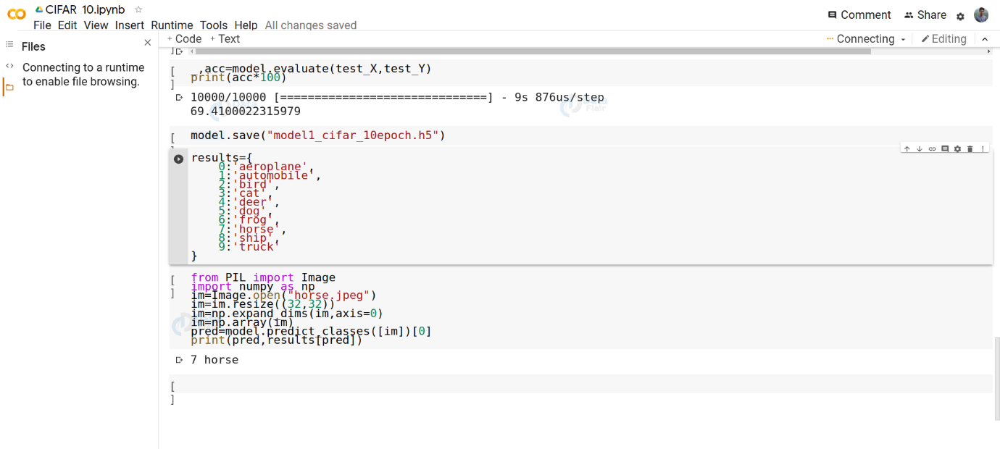 CIFAR 10.ipynb
File Edit View Insert Runtime Tools Help All changes saved
Comment Share
+ Code + Text
Connecting Editing
Files
Connecting to a runtime
to enable file browsing.
[ ]
_,acc=model.evaluate(test_X,test_Y)
print(acc*100)
10000/10000 [==============================] - 9s 876us/step
69.4100022315979
[
model.save("model1_cifar_10epoch.h5")
results={
0:'aeroplane',
1:'automobile',
2:'bird',
3:'cat',
4:'deer',
5:'dog',
6:'frog',
7:'horse',
8:'ship',
9:'truck'
}
[ ]
from PIL import Image
import numpy as np
im=Image.open("horse.jpeg")
im=im.resize((32,32))
im=np.expand_dims(im,axis=0)
im=np.array(im)
pred=model.predict_classes([im])[0]
print(pred,results[pred])
7 horse
[ ]